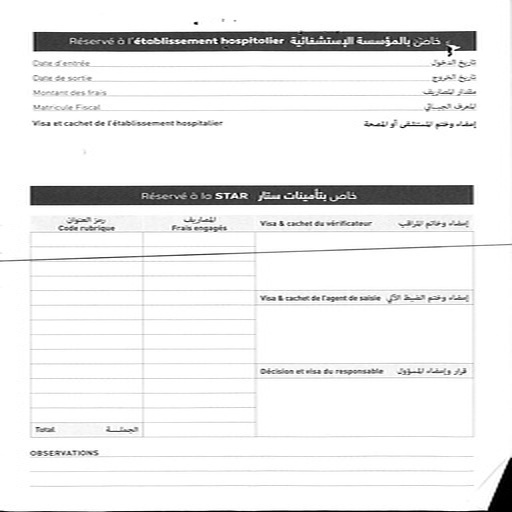 Réservé à l'établissement hospitalier خاص بالمؤسسة الإستشفائية
Date d'entrée تاريخ الدخول
Date de sortie تاريخ الخروج
Montant des frais مقدار المصاريف
Matricule Fiscal المعرف الجبائي
Visa et cachet de l'établissement hospitalier إمضاء وختم المستشفى أو المصحة
Réservé à la STAR خاص بتأمينات ستار
رمز العنوان المصاريف
Code rubrique Frais engagés Visa & cachet du vérificateur إمضاء وخاتم المراقب
Visa & cachet de l'agent de saisie إمضاء وختم الضبط الآلي
Décision et visa du responsable قرار وإمضاء المسؤول
Total الجملة
OBSERVATIONS